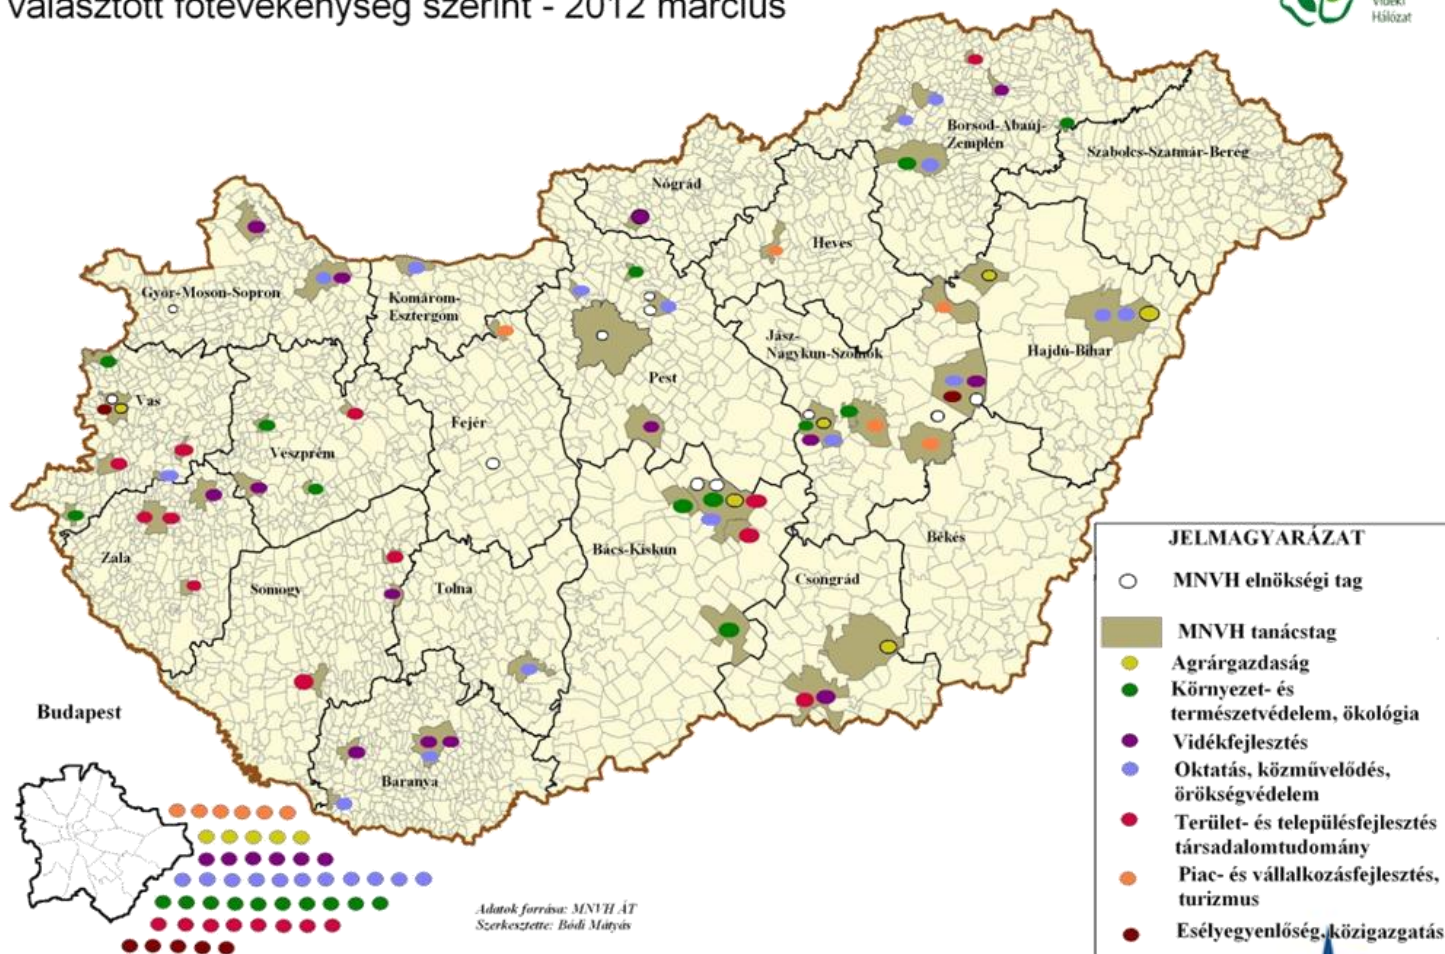 választott főtevékenység szerint - 2012 március
Vidéki
Hálózat
Borsod-Abaúj-
Zemplén
Szabolcs-Szatmár-Bereg
Nógrád
Heves
Győr-Moson-Sopron
Komárom-
Esztergom
Jász-
Nagykun-Szolnok
Hajdú-Bihar
Pest
Vas
Fejér
Veszprém
Zala
Somogy
Tolna
Bács-Kiskun
Csongrád
Békés
Baranya
Budapest
Adatok forrása: MNVH ÁT
Szerkesztette: Bódi Mátyás
JELMAGYARÁZAT
MNVH elnökségi tag
MNVH tanácstag
Agrárgazdaság
Környezet- és
természetvédelem, ökológia
Vidékfejlesztés
Oktatás, közművelődés,
örökségvédelem
Terület- és településfejlesztés
társadalomtudomány
Piac- és vállalkozásfejlesztés,
turizmus
Esélyegyenlőség, közigazgatás